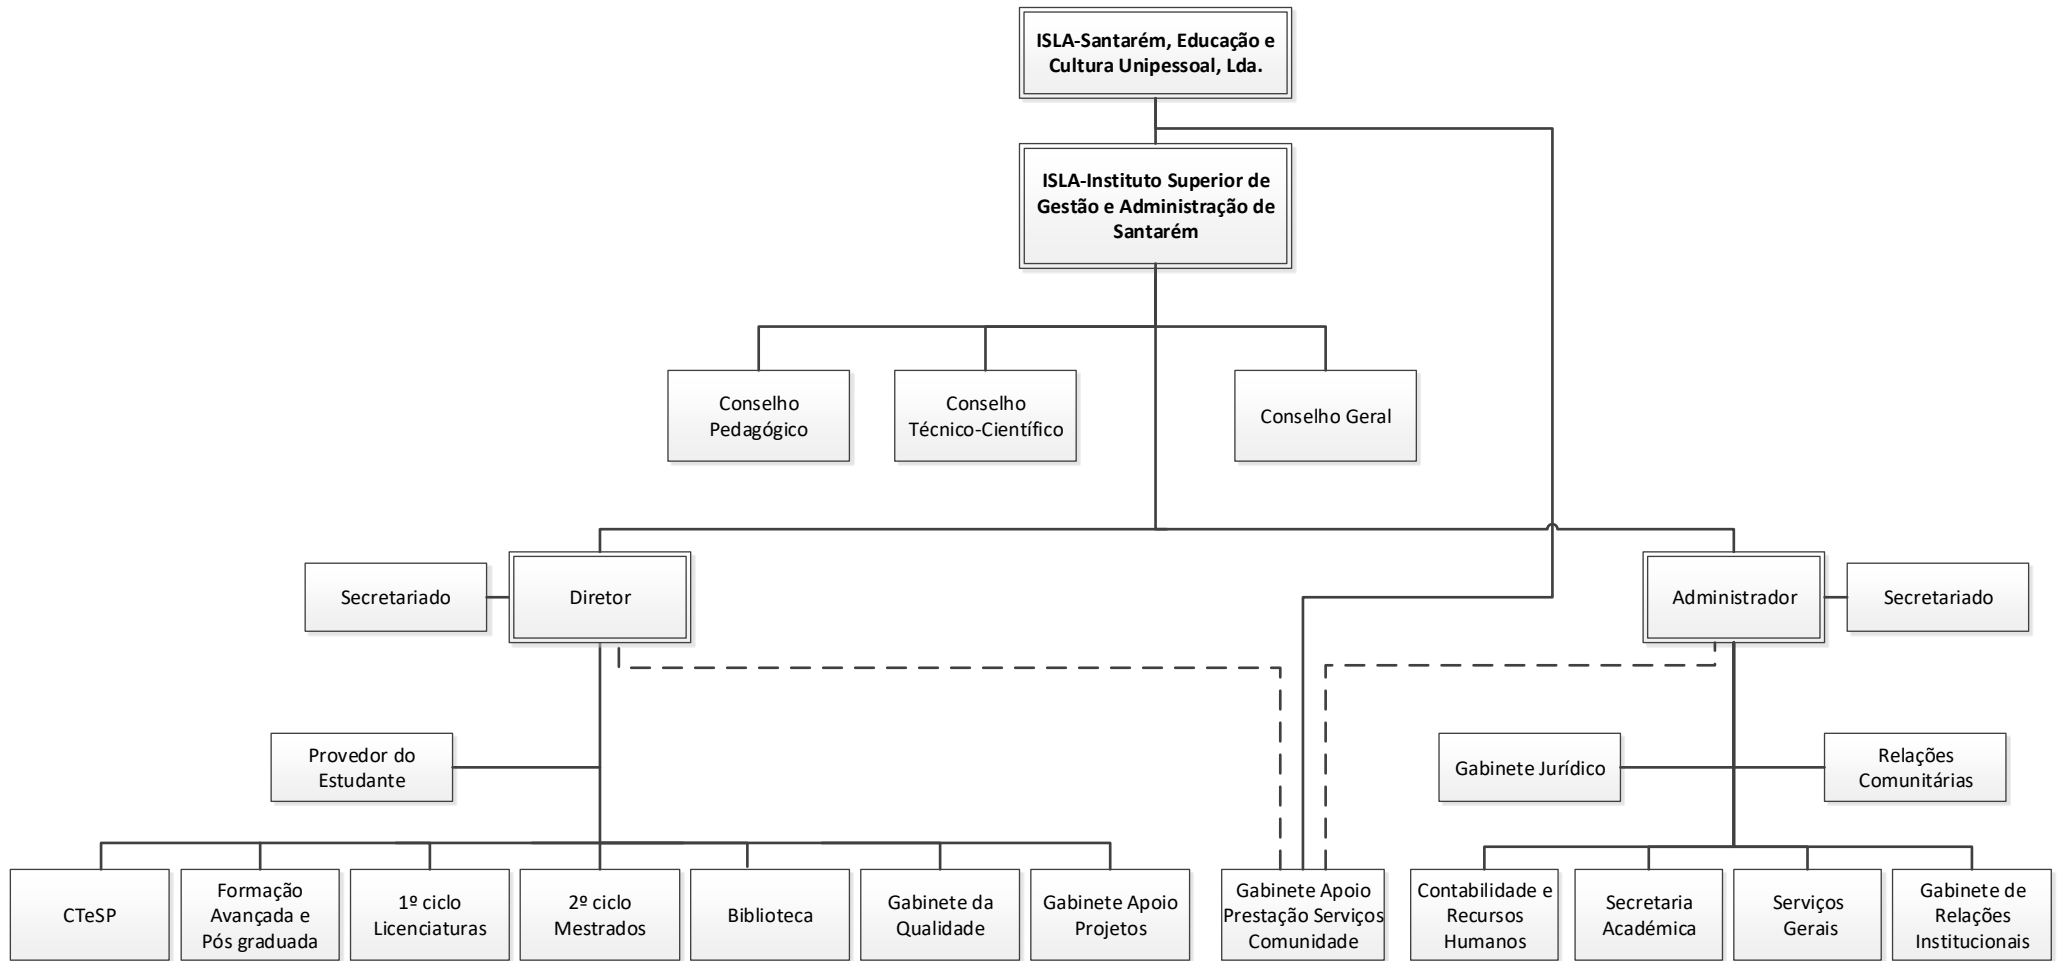 ISLA-Santarém, Educação e
Cultura Unipessoal, Lda.
ISLA-Instituto Superior de
Gestão e Administração de
Santarém
Conselho
Pedagógico
Conselho
Técnico-Científico
Conselho Geral
Secretariado
Diretor
Administrador
Secretariado
Provedor do
Estudante
Gabinete Jurídico
Relações
Comunitárias
CTeSP
Formação
Avançada e
Pós graduada
1º ciclo
Licenciaturas
2º ciclo
Mestrados
Biblioteca
Gabinete da
Qualidade
Gabinete Apoio
Projetos
Gabinete Apoio
Prestação Serviços
Comunidade
Contabilidade e
Recursos
Humanos
Secretaria
Académica
Serviços
Gerais
Gabinete de
Relações
Institucionais